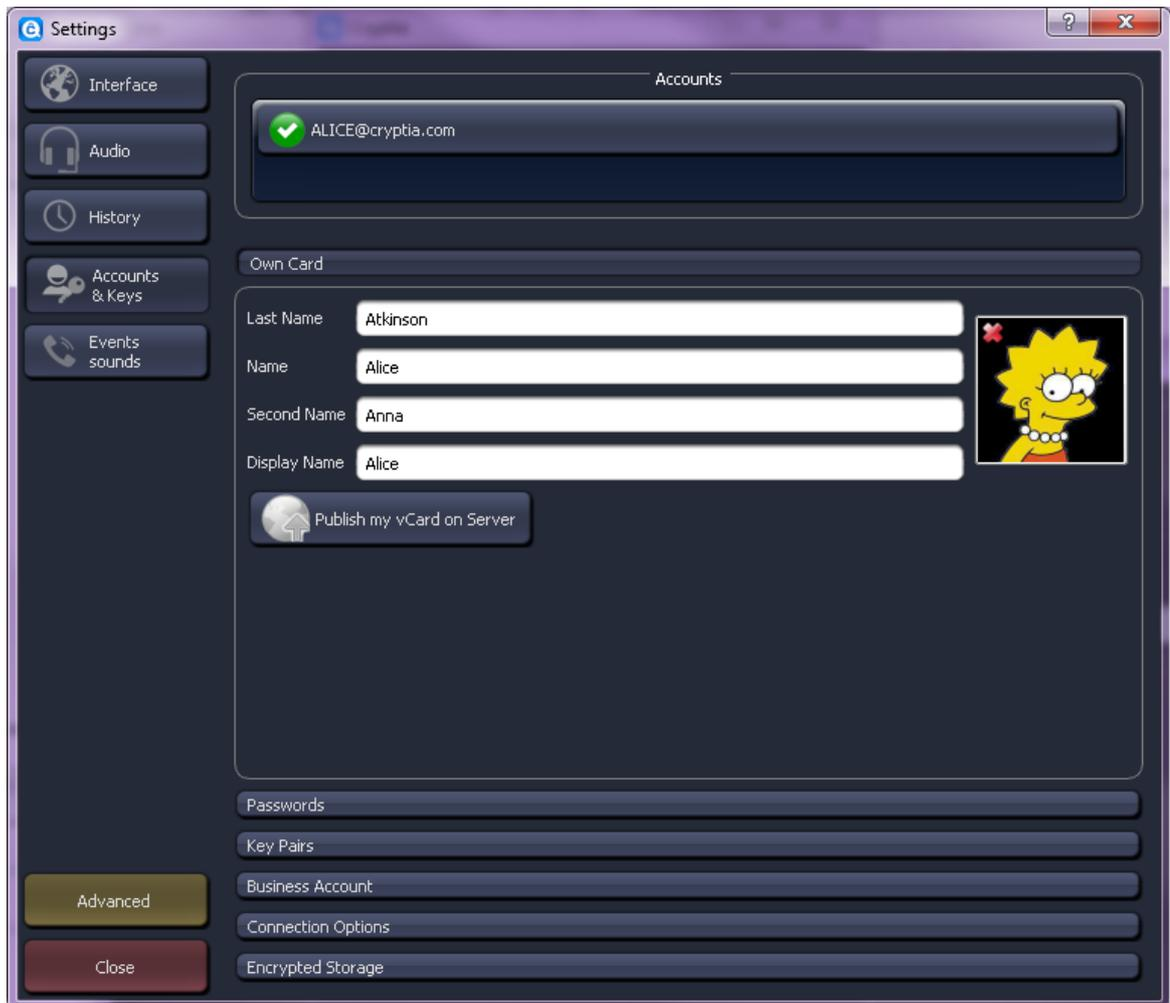 Settings
Interface
Audio
History
Accounts
& Keys
Events
sounds
Advanced
Close
Accounts
ALICE@cryptia.com
Own Card
Last Name Atkinson
Name Alice
Second Name Anna
Display Name Alice
Publish my vCard on Server
Passwords
Key Pairs
Business Account
Connection Options
Encrypted Storage